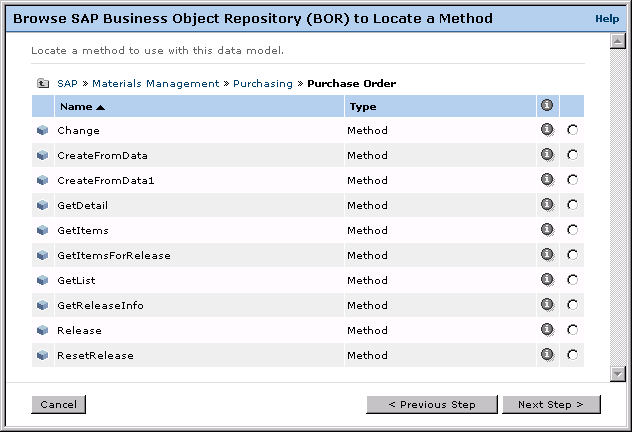 Browse SAP Business Object Repository (BOR) to Locate a Method Help
Locate a method to use with this data model.
SAP » Materials Management » Purchasing » Purchase Order
Name Type
Change Method
CreateFromData Method
CreateFromData1 Method
GetDetail Method
GetItems Method
GetItemsForRelease Method
GetList Method
GetReleaseInfo Method
Release Method
ResetRelease Method
Cancel < Previous Step Next Step >